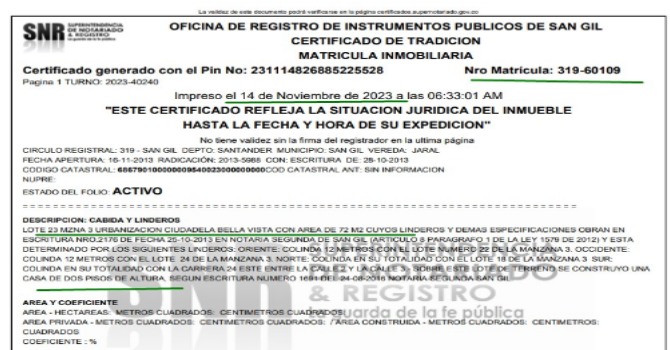 La validez de este documento podrá verificarse en la página certificados.supernotariado.gov.co
SNR SUPERINTENDENCIA DE NOTARIADO & REGISTRO
La guarda de la fe pública
OFICINA DE REGISTRO DE INSTRUMENTOS PUBLICOS DE SAN GIL
CERTIFICADO DE TRADICION
MATRICULA INMOBILIARIA
Certificado generado con el Pin No: 231114826885225528 Nro Matrícula: 319-60109
Pagina 1 TURNO: 2023-40240
Impreso el 14 de Noviembre de 2023 a las 06:33:01 AM
"ESTE CERTIFICADO REFLEJA LA SITUACION JURIDICA DEL INMUEBLE
HASTA LA FECHA Y HORA DE SU EXPEDICION"
No tiene validez sin la firma del registrador en la ultima página
CIRCULO REGISTRAL: 319 - SAN GIL DEPTO: SANTANDER MUNICIPIO: SAN GIL VEREDA: JARAL
FECHA APERTURA: 16-11-2013 RADICACIÓN: 2013-5988 CON: ESCRITURA DE: 28-10-2013
CODIGO CATASTRAL: COD CATASTRAL ANT: SIN INFORMACION
NUPRE:
ESTADO DEL FOLIO: ACTIVO
DESCRIPCION: CABIDA Y LINDEROS
LOTE 23 MZNA 3 URBANIZACION CIUDADELA BELLA VISTA CON AREA DE 72 M2 CUYOS LINDEROS Y DEMAS ESPECIFICACIONES OBRAN EN
ESCRITURA NRO.2176 DE FECHA 25-10-2013 EN NOTARIA SEGUNDA DE SAN GIL (ARTICULO 8 PARAGRAFO 1 DE LA LEY 1579 DE 2012) Y ESTA
DETERMINADO POR LOS SIGUIENTES LINDEROS: ORIENTE: COLINDA 12 METROS CON EL LOTE NUMERO 22 DE LA MANZANA 3. OCCIDENTE:
COLINDA 12 METROS CON EL LOTE 24 DE LA MANZANA 3. NORTE: COLINDA EN SU TOTALIDAD CON EL LOTE 18 DE LA MANZANA 3 SUR:
COLINDA EN SU TOTALIDAD CON LA CARRERA 24 ESTE ENTRE LA CALLE 2 Y LA CALLE 3 - SOBRE ESTE LOTE DE TERRENO SE CONSTRUYO UNA
CASA DE DOS PISOS DE ALTURA, SEGUN ESCRITURA NUMERO 1691 DEL 24-08-2016 NOTARIA SEGUNDA SAN GIL
AREA Y COEFICIENTE
AREA - HECTAREAS: METROS CUADRADOS: CENTIMETROS CUADRADOS:
AREA PRIVADA - METROS CUADRADOS: CENTIMETROS CUADRADOS: / AREA CONSTRUIDA - METROS CUADRADOS: CENTIMETROS:
CUADRADOS
COEFICIENTE : %
SNR SUPERINTENDENCIA DE NOTARIADO & REGISTRO
La guarda de la fe pública